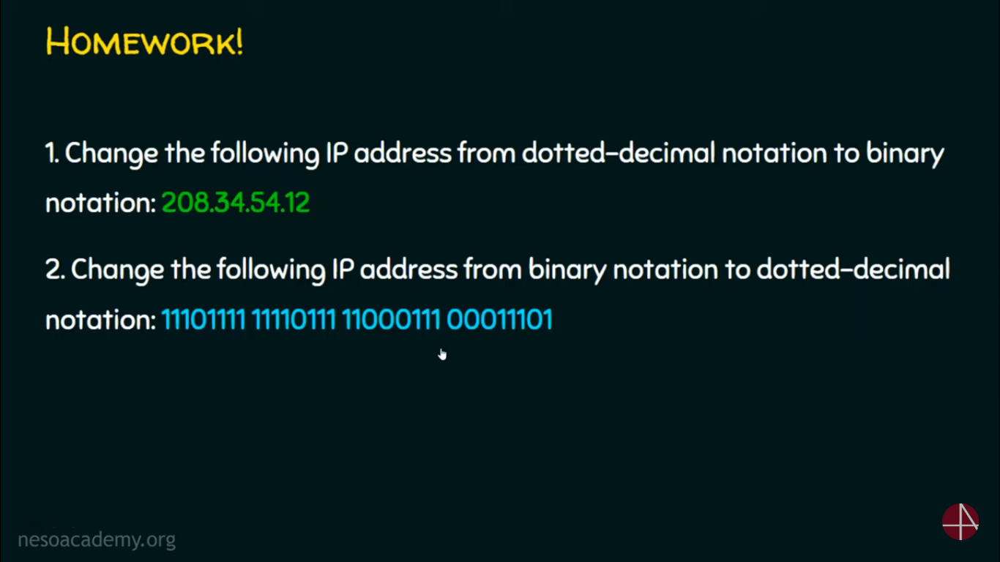 HOMEWORK!
1. Change the following IP address from dotted-decimal notation to binary
notation: 208.34.54.12
2. Change the following IP address from binary notation to dotted-decimal
notation: 11101111 11110111 11000111 00011101
nesoacademy.org